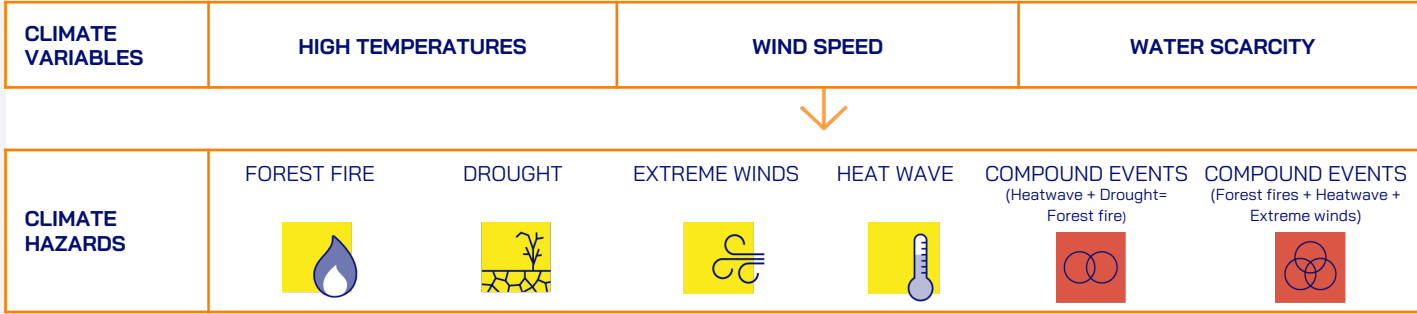 CLIMATE
VARIABLES
HIGH TEMPERATURES
WIND SPEED
WATER SCARCITY
CLIMATE
HAZARDS
FOREST FIRE
DROUGHT
EXTREME WINDS
HEAT WAVE
COMPOUND EVENTS
(Heatwave + Drought=
Forest fire)
COMPOUND EVENTS
(Forest fires + Heatwave +
Extreme winds)